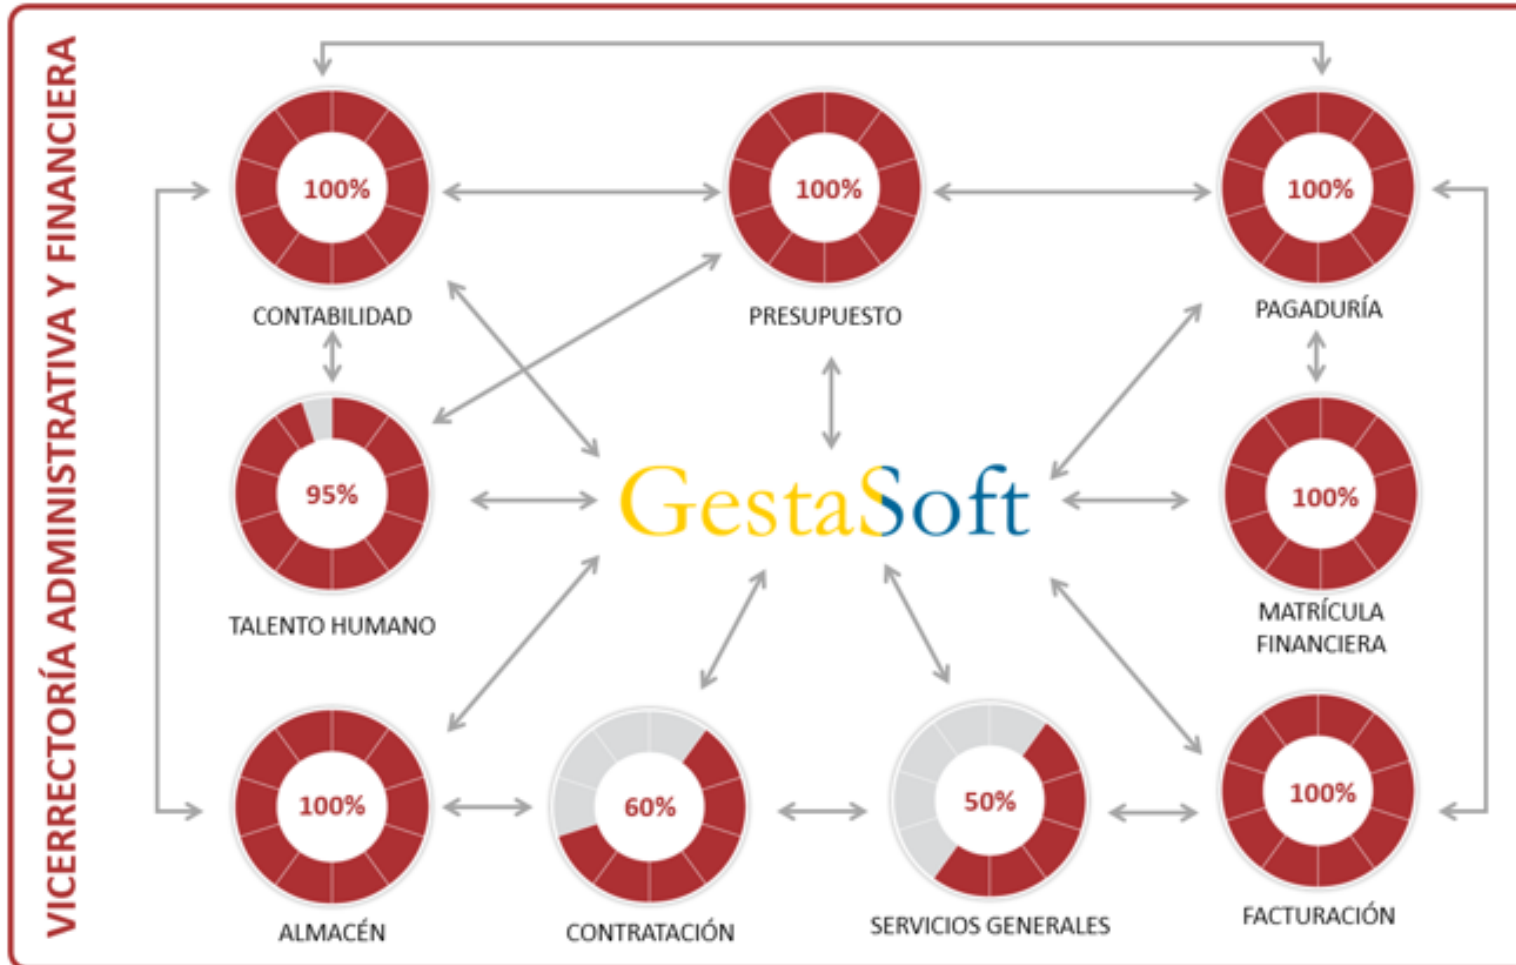 VICERRECTORÍA ADMINISTRATIVA Y FINANCIERA
100%
CONTABILIDAD
100%
PRESUPUESTO
100%
PAGADURÍA
95%
TALENTO HUMANO
GestaSoft
100%
MATRÍCULA
FINANCIERA
100%
ALMACÉN
60%
CONTRATACIÓN
50%
SERVICIOS GENERALES
100%
FACTURACIÓN